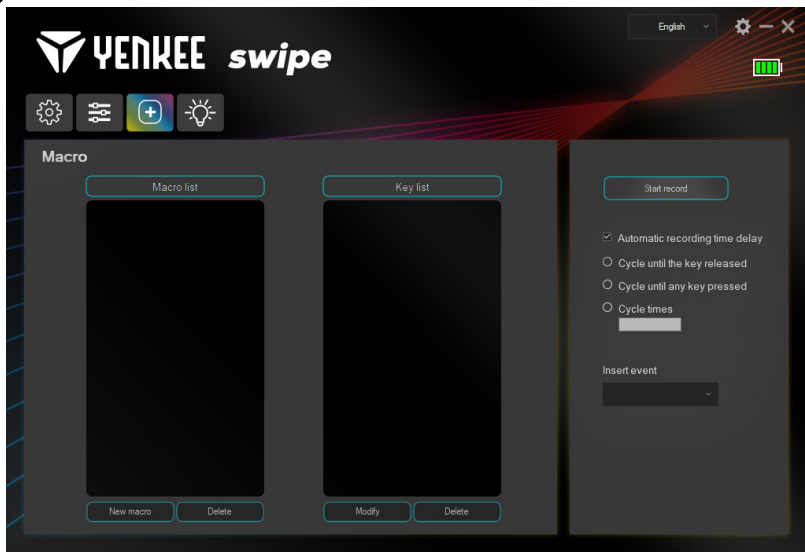 English
YENKEE swipe
Macro
Macro list
Key list
New macro
Delete
Modify
Delete
Start record
Automatic recording time delay
Cycle until the key released
Cycle until any key pressed
Cycle times
Insert event